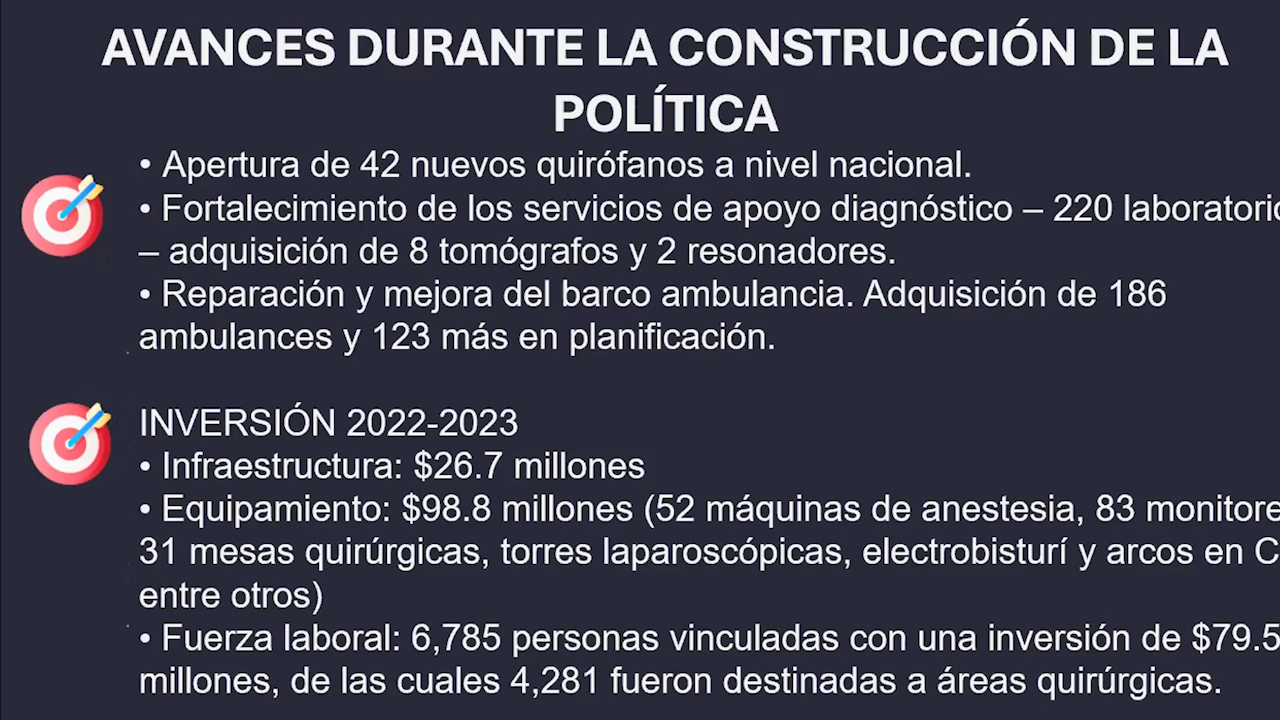 AVANCES DURANTE LA CONSTRUCCIÓN DE LA
POLÍTICA
• Apertura de 42 nuevos quirófanos a nivel nacional.
• Fortalecimiento de los servicios de apoyo diagnóstico – 220
– adquisición de 8 tomógrafos y 2 resonadores.
• Reparación y mejora del barco ambulancia. Adquisición de 186
ambulances y 123 más en planificación.
INVERSIÓN 2022-2023
• Infraestructura: $26.7 millones
• Equipamiento: $98.8 millones (52 máquinas de anestesia, 83
31 mesas quirúrgicas, torres laparoscópicas, electrobisturí y arcos en C
entre otros)
• Fuerza laboral: 6,785 personas vinculadas con una inversión de $79.5
millones, de las cuales 4,281 fueron destinadas a áreas quirúrgicas.